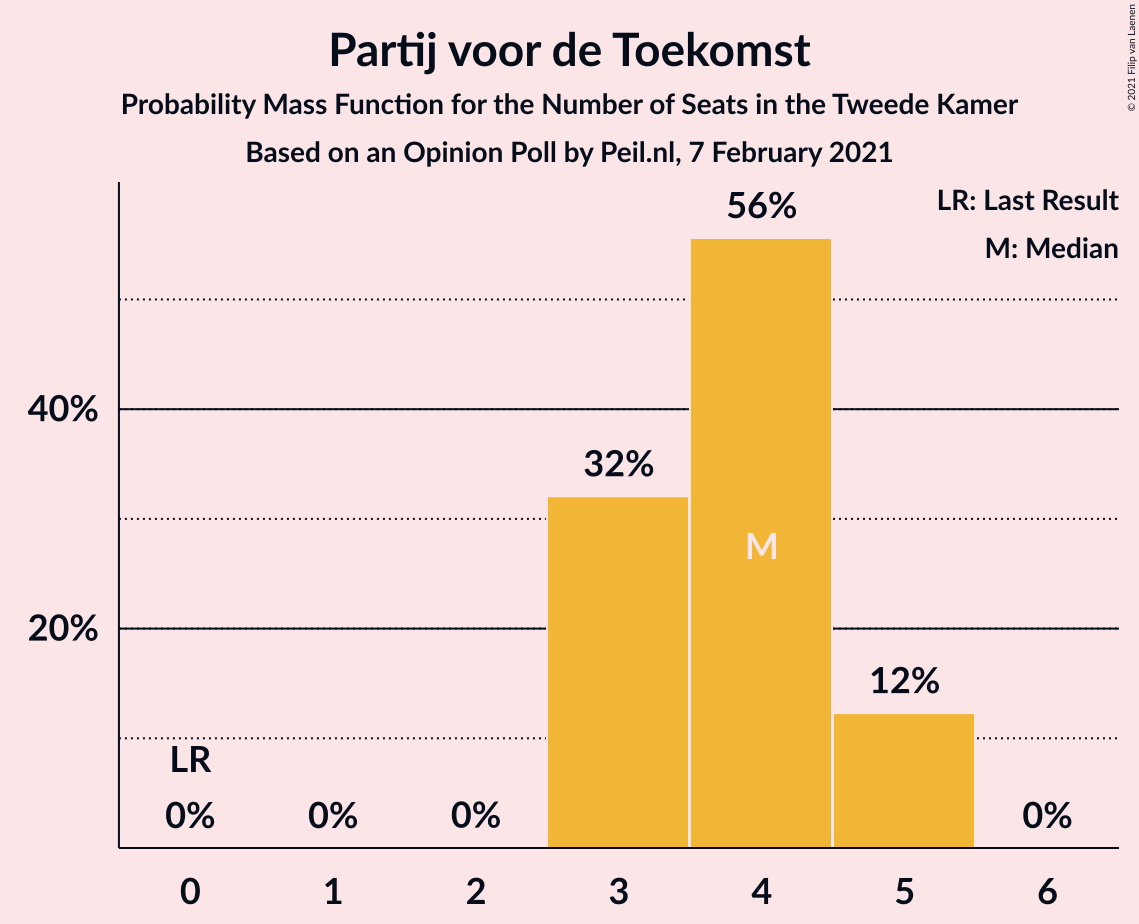 Partij voor de Toekomst
Probability Mass Function for the Number of Seats in the Tweede Kamer
Based on an Opinion Poll by Peil.nl, 7 February 2021
© 2021 Filip van Laenen
LR: Last Result
M: Median
56%
40%
32%
M
20%
12%
LR
0%
0%
0%
0%
0
1
2
3
4
5
6